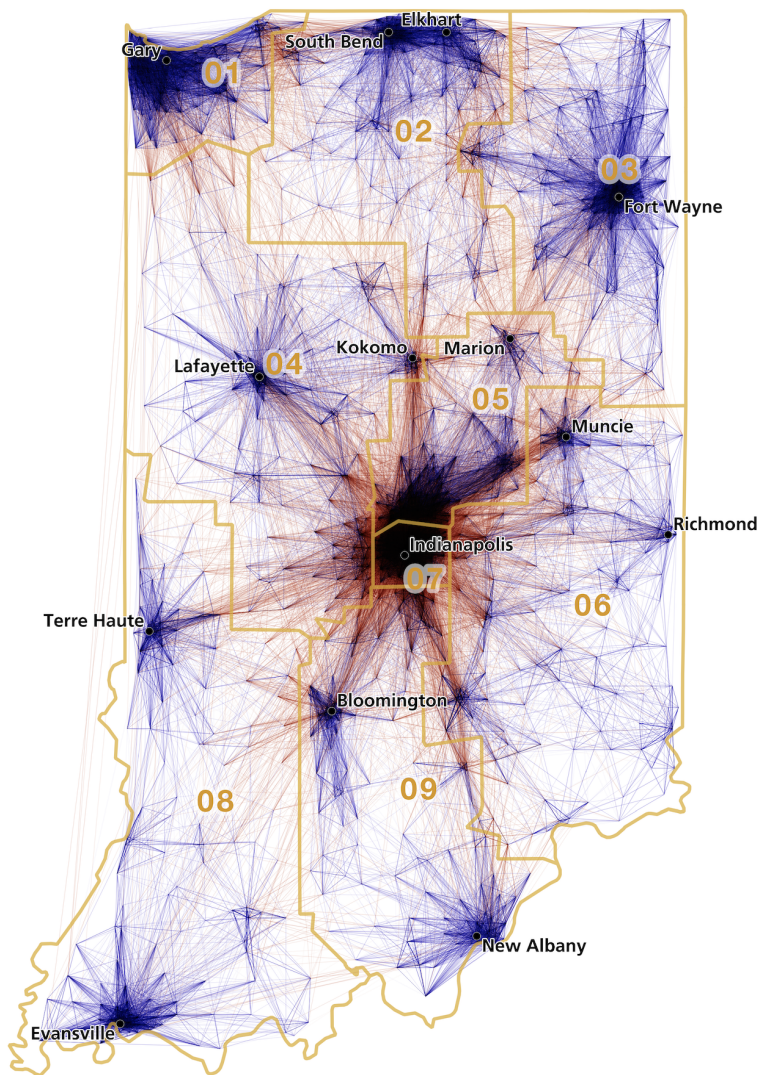 Elkhart
South Bend
Gary
01
02
03
Fort Wayne
Kokomo
Marion
Lafayette
04
05
Muncie
Richmond
Indianapolis
07
06
Terre Haute
Bloomington
08
09
New Albany
Evansville